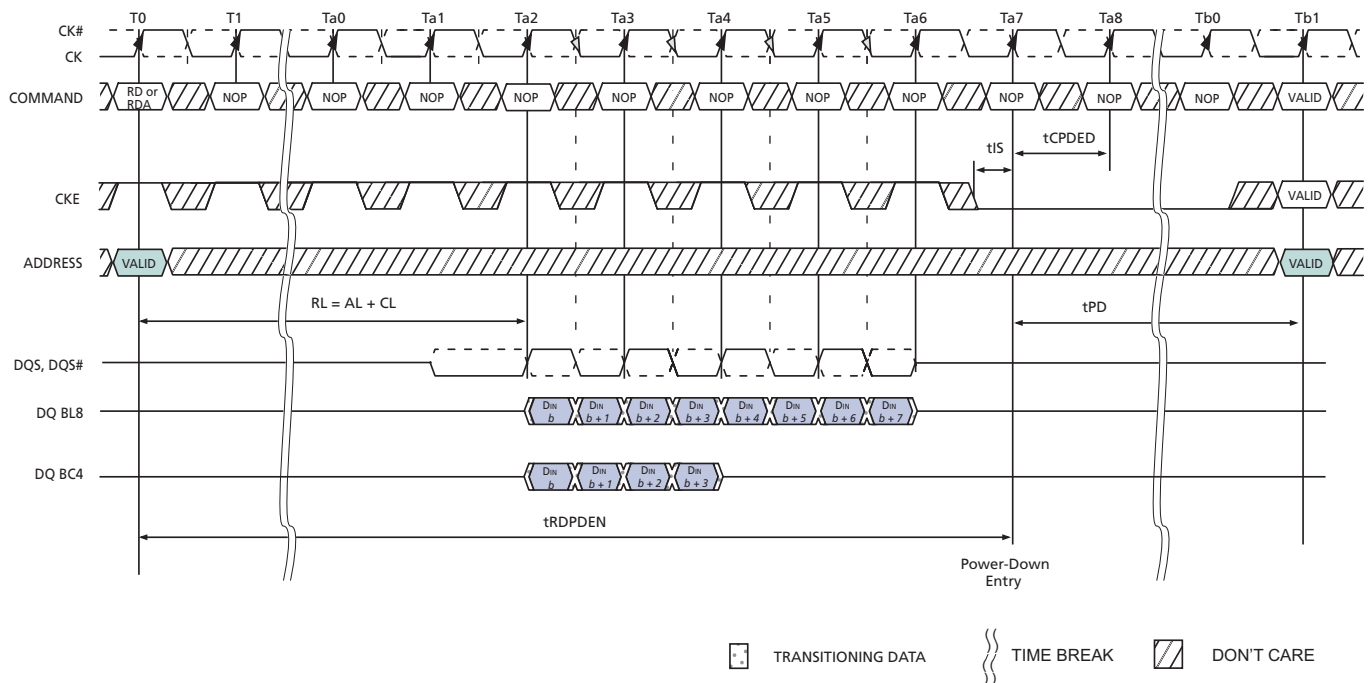 T0 T1 Ta0 Ta1 Ta2 Ta3 Ta4 Ta5 Ta6 Ta7 Ta8 Tb0 Tb1
CK#
CK
COMMAND
RD or
RDA
NOP NOP NOP NOP NOP NOP NOP NOP NOP NOP NOP VALID
tIS
tCPDED
CKE
VALID
ADDRESS
VALID
VALID
RL = AL + CL
tPD
DQS, DQS#
DQ BL8
DIN DIN DIN DIN DIN DIN DIN DIN
b b + 1 b + 2 b + 3 b + 4 b + 5 b + 6 b + 7
DQ BC4
DIN DIN DIN DIN
b b + 1 b + 2 b + 3
tRDPDEN
Power-Down
Entry
TRANSITIONING DATA TIME BREAK DON'T CARE